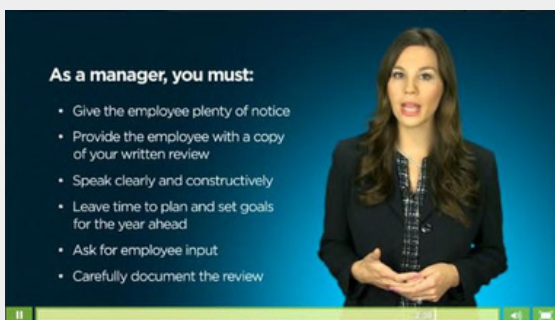 As a manager, you must:
• Give the employee plenty of notice
• Provide the employee with a copy
of your written review
• Speak clearly and constructively
• Leave time to plan and set goals
for the year ahead
• Ask for employee input
• Carefully document the review